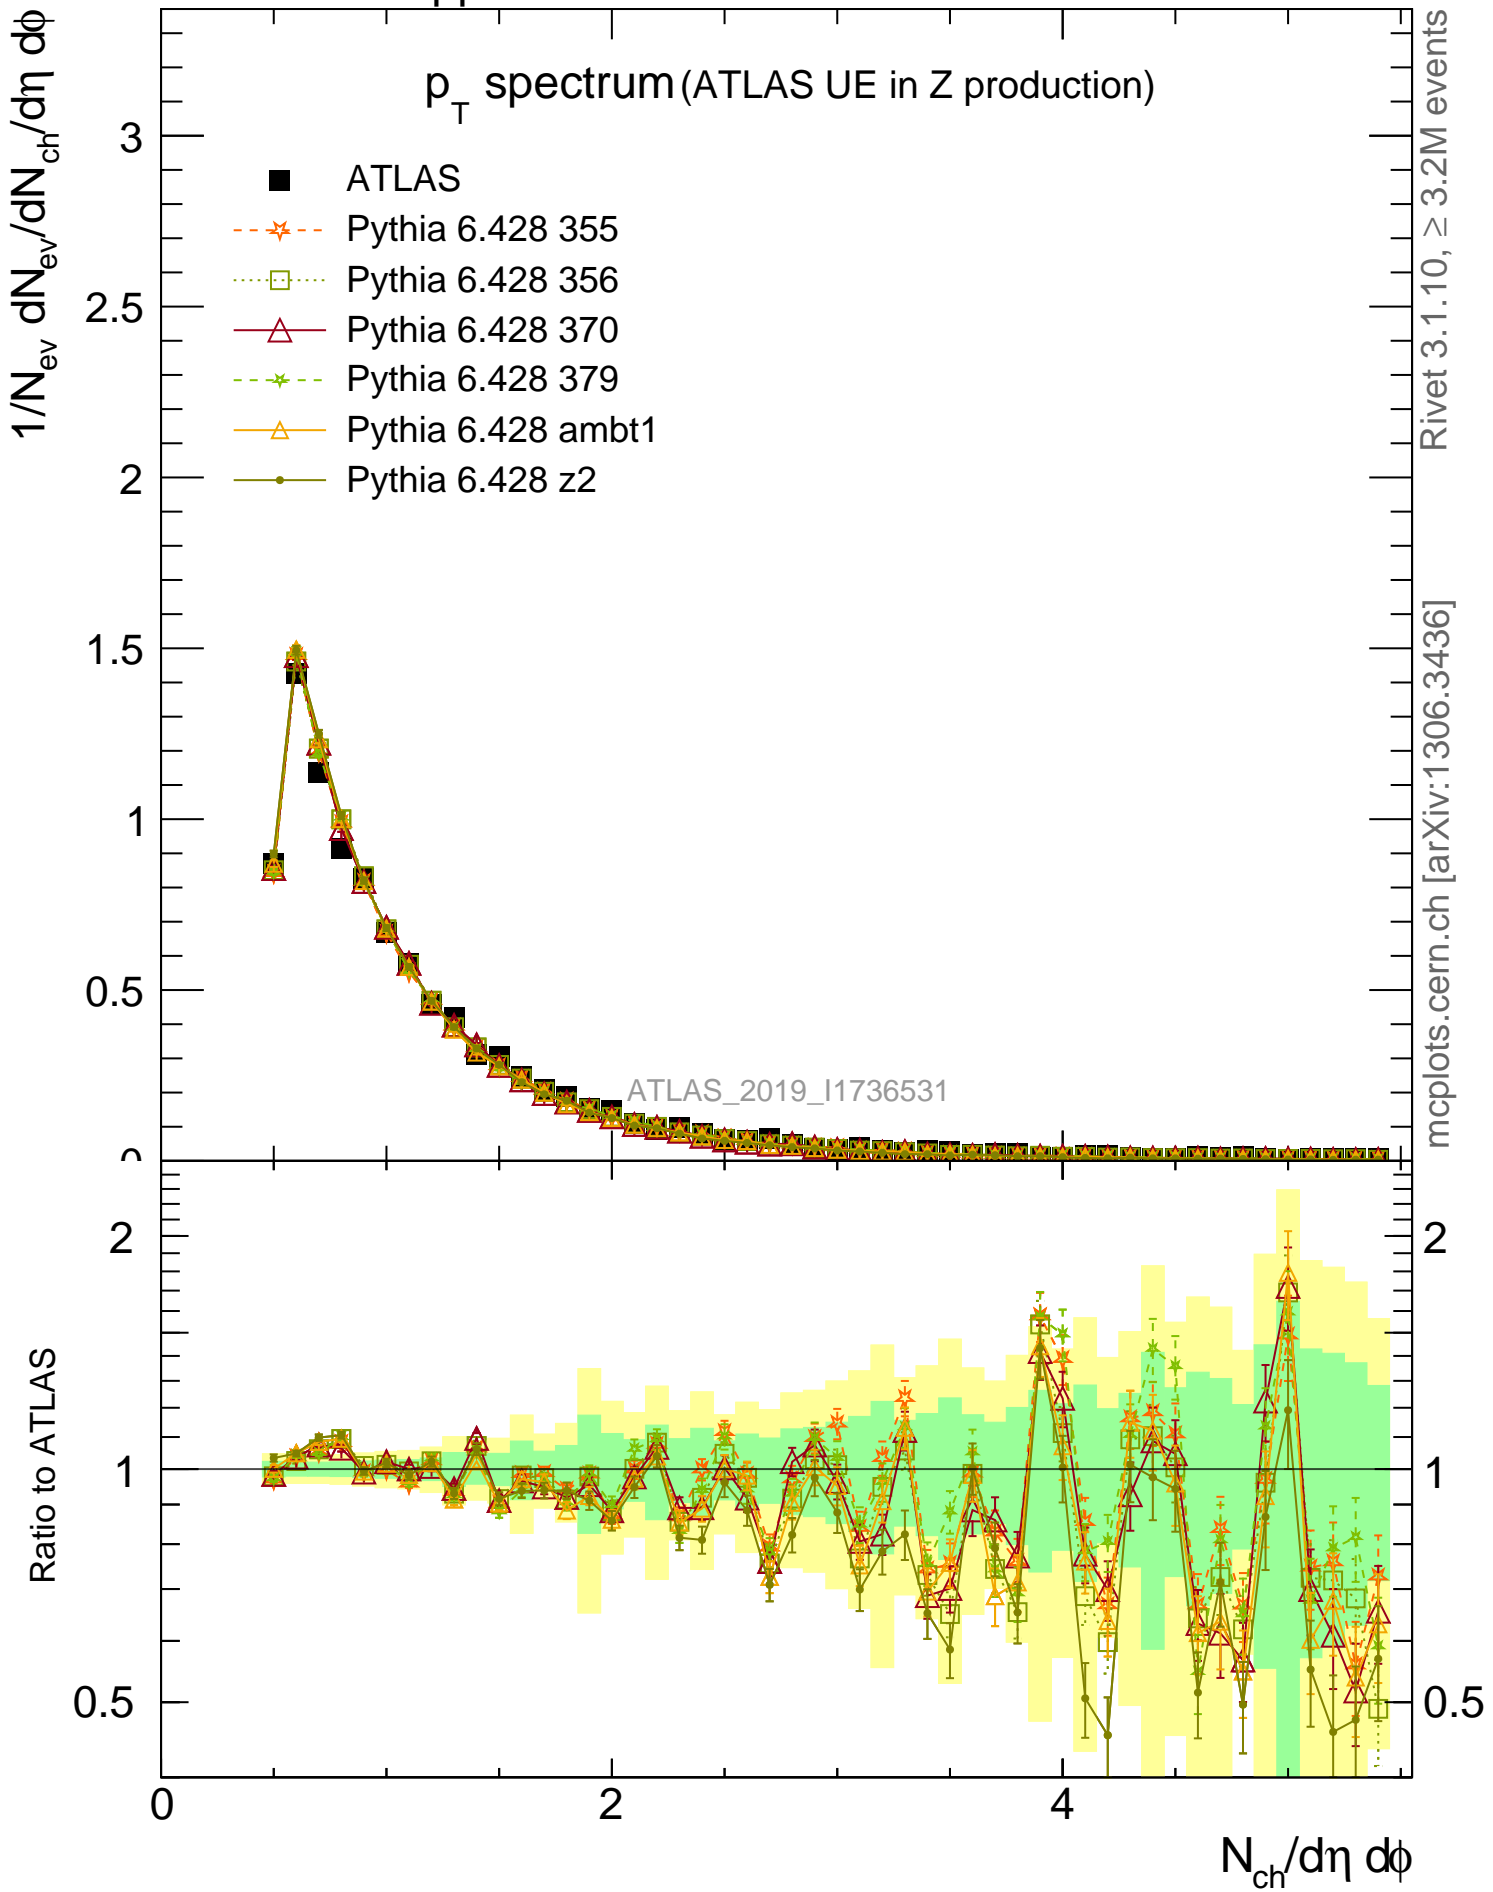 pp
1/N_ev dN_ev/dN_ch/dη dϕ
p_T spectrum (ATLAS UE in Z production)
ATLAS
Pythia 6.428 355
Pythia 6.428 356
Pythia 6.428 370
Pythia 6.428 379
Pythia 6.428 ambt1
Pythia 6.428 z2
3
2.5
2
1.5
1
0.5
0
ATLAS_2019_I1736531
Rivet 3.1.10, ≥ 3.2M events
mcplots.cern.ch [arXiv:1306.3436]
Ratio to ATLAS
2
1
0.5
2
1
0.5
0
2
4
N_ch/dη dϕ